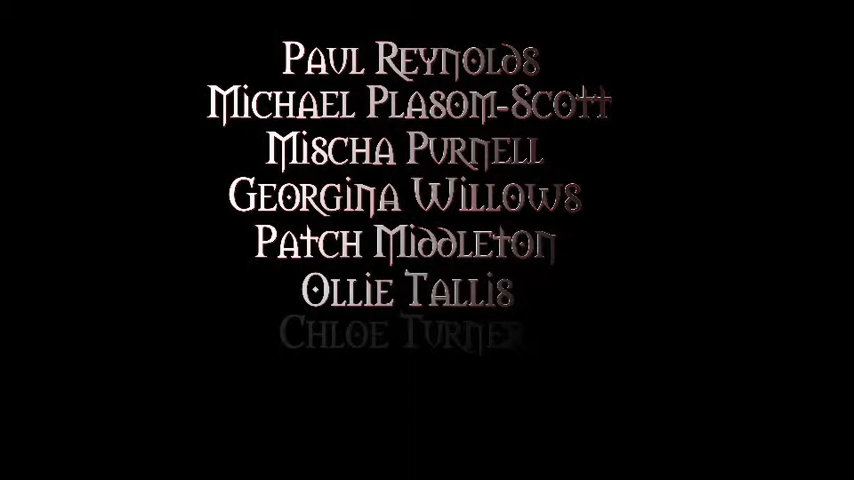 Paul Reynolds
Michael Plasom-Scott
Mischa Purnell
Georgina Willows
Patch Middleton
Ollie Tallis
Chloe Turner